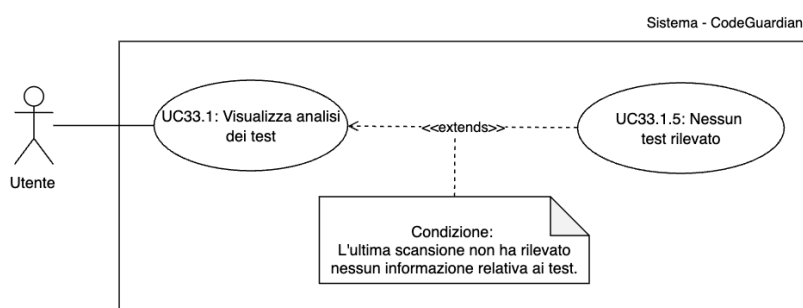 Sistema - CodeGuardian
UC33.1: Visualizza analisi
dei test
<<extends>>
UC33.1.5: Nessun
test rilevato
Utente
Condizione:
L'ultima scansione non ha rilevato
nessun informazione relativa ai test.